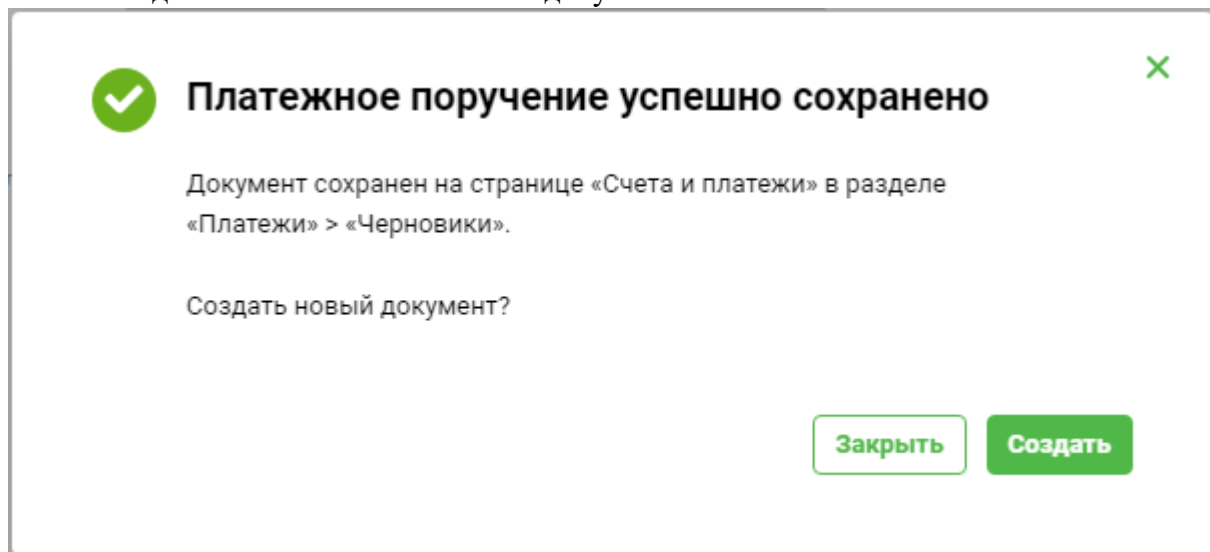 Платежное поручение успешно сохранено
Документ сохранен на странице «Счета и платежи» в разделе
«Платежи» > «Черновики».
Создать новый документ?
Закрыть
Создать